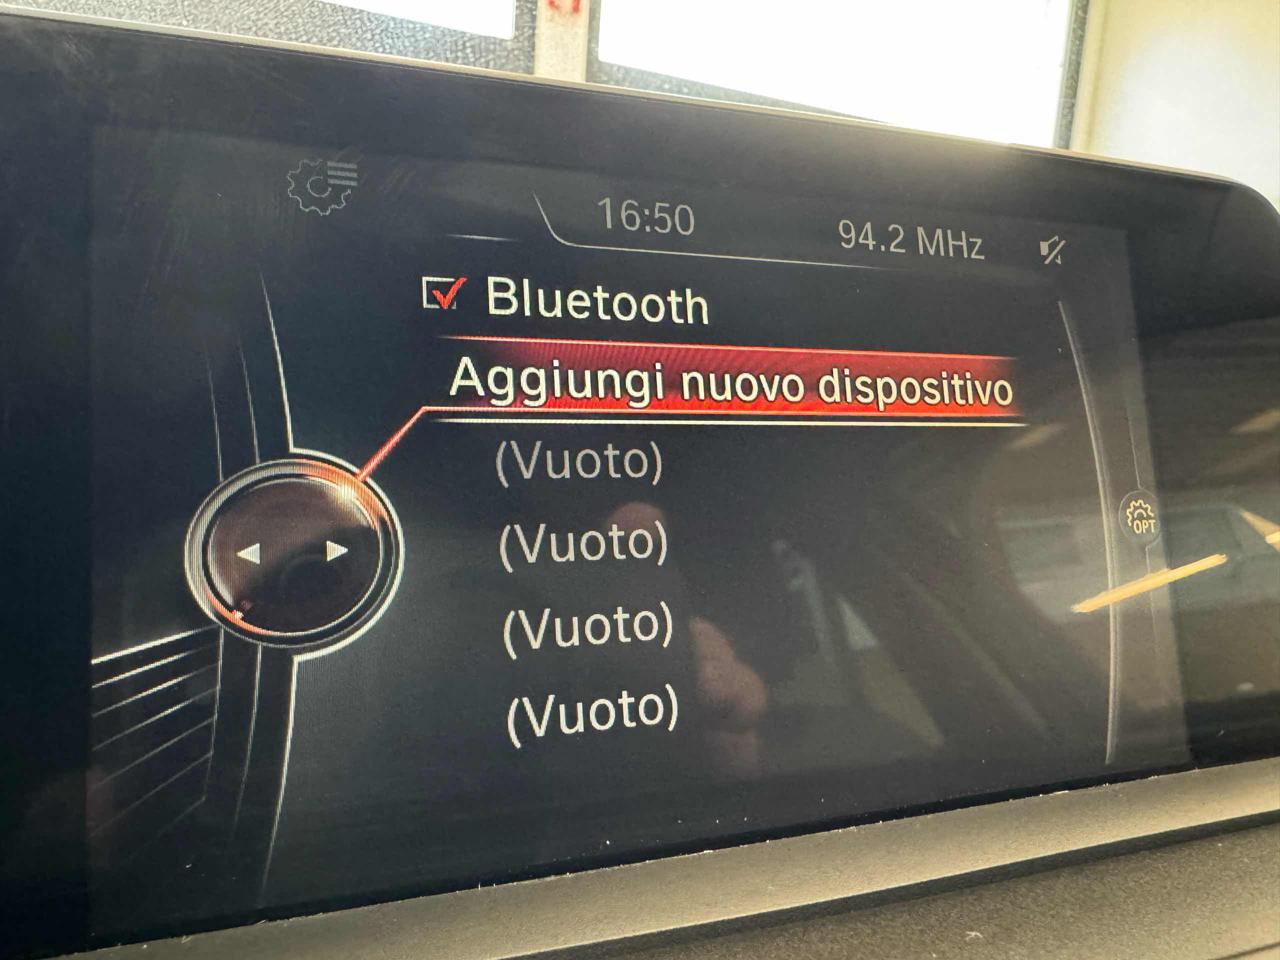 16:50
94.2 MHz
Bluetooth
Aggiungi nuovo dispositivo
(Vuoto)
(Vuoto)
(Vuoto)
(Vuoto)
OPT